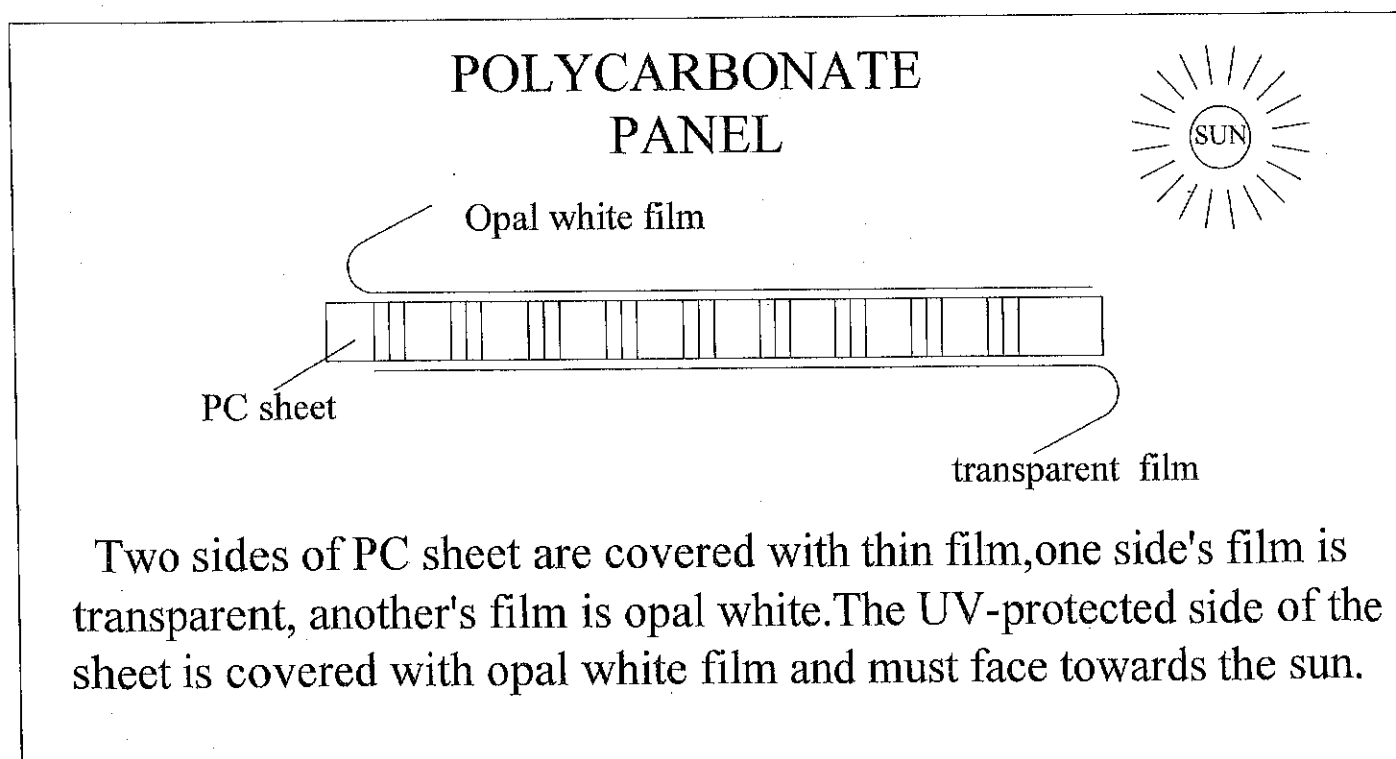 POLYCARBONATE
PANEL
SUN
Opal white film
PC sheet
transparent film
Two sides of PC sheet are covered with thin film,one side's film is
transparent, another's film is opal white.The UV-protected side of the
sheet is covered with opal white film and must face towards the sun.